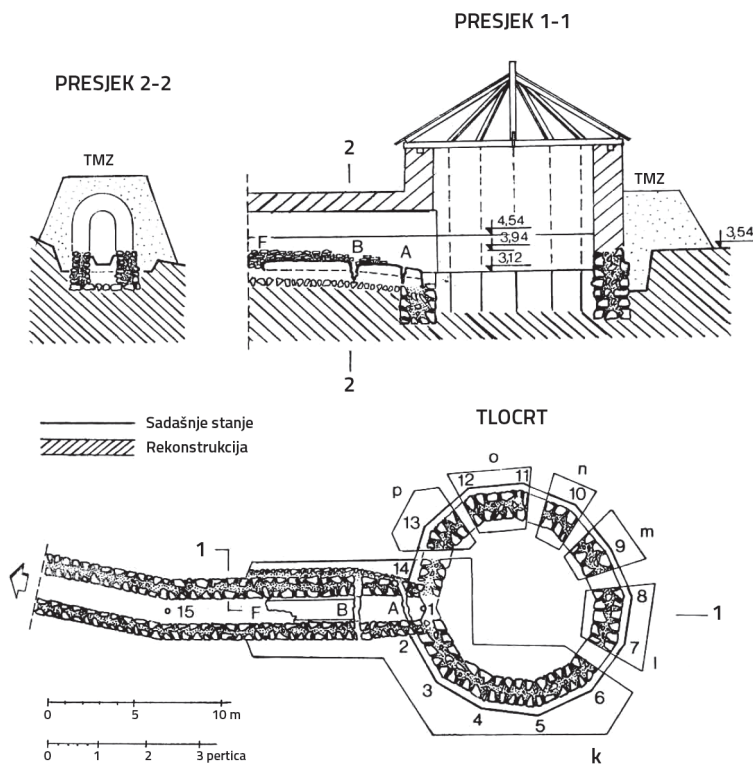 PRESJEK 1-1
PRESJEK 2-2
TMZ
2
TMZ
4,54
3,94
3,54
3,12
F
B
A
2
Sadašnje stanje
Rekonstrukcija
TLOCRT
o
n
p
12
11
10
13
m
9
1
14
8
F
B
A
1
15
1
2
7
l
3
6
4
5
k
0
5
10 m
0
1
2
3 pertica